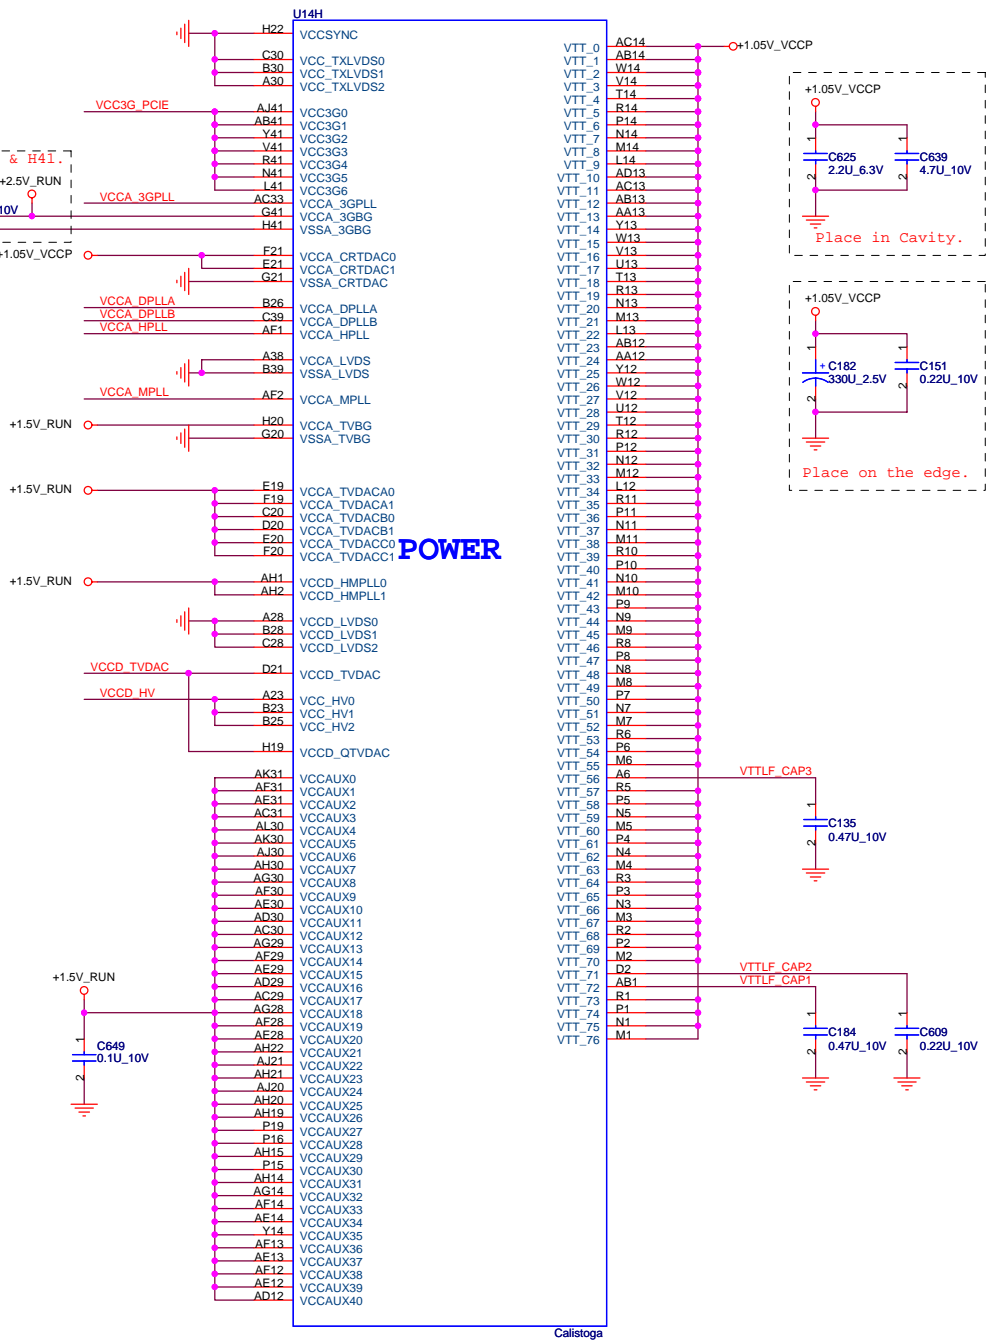 U14H
H22 VCCSYNC
C30 VCC_TXLVDS0
B30 VCC_TXLVDS1
A30 VCC_TXLVDS2
VCC3G_PCIE
AJ41 VCC3G0
AB41 VCC3G1
Y41 VCC3G2
V41 VCC3G3
R41 VCC3G4
N41 VCC3G5
L41 VCC3G6
& H41.
+2.5V_RUN
10V
VCCA_3GPLL AC33 VCCA_3GPLL
G41 VCCA_3GBG
H41 VSSA_3GBG
+1.05V_VCCP
F21 VCCA_CRTDAC0
E21 VCCA_CRTDAC1
G21 VSSA_CRTDAC
VCCA_DPLLA B26 VCCA_DPLLA
VCCA_DPLLB C39 VCCA_DPLLB
VCCA_HPLL AF1 VCCA_HPLL
A38 VCCA_LVDS
B39 VSSA_LVDS
VCCA_MPLL AF2 VCCA_MPLL
+1.5V_RUN H20 VCCA_TVBG
G20 VSSA_TVBG
+1.5V_RUN E19 VCCA_TVDACA0
F19 VCCA_TVDACA1
C20 VCCA_TVDACB0
D20 VCCA_TVDACB1
E20 VCCA_TVDACC0
F20 VCCA_TVDACC1
POWER
+1.5V_RUN AH1 VCCD_HMPLL0
AH2 VCCD_HMPLL1
A28 VCCD_LVDS0
B28 VCCD_LVDS1
C28 VCCD_LVDS2
VCCD_TVDAC D21 VCCD_TVDAC
VCCD_HV A23 VCC_HV0
B23 VCC_HV1
B25 VCC_HV2
H19 VCCD_QTVDAC
AK31 VCCAUX0
AF31 VCCAUX1
AE31 VCCAUX2
AC31 VCCAUX3
AL30 VCCAUX4
AK30 VCCAUX5
AJ30 VCCAUX6
AH30 VCCAUX7
AG30 VCCAUX8
AF30 VCCAUX9
AE30 VCCAUX10
AD30 VCCAUX11
AC30 VCCAUX12
AG29 VCCAUX13
AF29 VCCAUX14
AE29 VCCAUX15
AD29 VCCAUX16
AC29 VCCAUX17
AG28 VCCAUX18
AF28 VCCAUX19
AE28 VCCAUX20
AH22 VCCAUX21
AJ21 VCCAUX22
AH21 VCCAUX23
AJ20 VCCAUX24
AH20 VCCAUX25
AH19 VCCAUX26
P19 VCCAUX27
P16 VCCAUX28
AH15 VCCAUX29
P15 VCCAUX30
AH14 VCCAUX31
AG14 VCCAUX32
AF14 VCCAUX33
AE14 VCCAUX34
Y14 VCCAUX35
AF13 VCCAUX36
AE13 VCCAUX37
AF12 VCCAUX38
AE12 VCCAUX39
AD12 VCCAUX40
+1.5V_RUN
1
C649
0.1U_10V
2
VTT_0 AC14 +1.05V_VCCP
VTT_1 AB14
VTT_2 W14
VTT_3 V14
VTT_4 T14
VTT_5 R14
VTT_6 P14
VTT_7 N14
VTT_8 M14
VTT_9 L14
VTT_10 AD13
VTT_11 AC13
VTT_12 AB13
VTT_13 AA13
VTT_14 Y13
VTT_15 W13
VTT_16 V13
VTT_17 U13
VTT_18 T13
VTT_19 R13
VTT_20 N13
VTT_21 M13
VTT_22 L13
VTT_23 AB12
VTT_24 AA12
VTT_25 Y12
VTT_26 W12
VTT_27 V12
VTT_28 U12
VTT_29 T12
VTT_30 R12
VTT_31 P12
VTT_32 N12
VTT_33 M12
VTT_34 L12
VTT_35 R11
VTT_36 P11
VTT_37 N11
VTT_38 M11
VTT_39 R10
VTT_40 P10
VTT_41 N10
VTT_42 M10
VTT_43 P9
VTT_44 N9
VTT_45 M9
VTT_46 R8
VTT_47 P8
VTT_48 N8
VTT_49 M8
VTT_50 P7
VTT_51 N7
VTT_52 M7
VTT_53 R6
VTT_54 P6
VTT_55 M6
VTT_56 A6 VTTLF_CAP3
VTT_57 R5
VTT_58 P5
VTT_59 N5
VTT_60 M5
VTT_61 P4
VTT_62 N4
VTT_63 M4
VTT_64 R3
VTT_65 P3
VTT_66 N3
VTT_67 M3
VTT_68 R2
VTT_69 P2
VTT_70 M2
VTT_71 D2 VTTLF_CAP2
VTT_72 AB1 VTTLF_CAP1
VTT_73 R1
VTT_74 P1
VTT_75 N1
VTT_76 M1
Calistoga
+1.05V_VCCP
1 1
C625 C639
2.2U_6.3V 4.7U_10V
2 2
Place in Cavity.
+1.05V_VCCP
1 1
+ C182 C151
330U_2.5V 0.22U_10V
2 2
Place on the edge.
1
C135
0.47U_10V
2
1 1
C184 C609
0.47U_10V 0.22U_10V
2 2